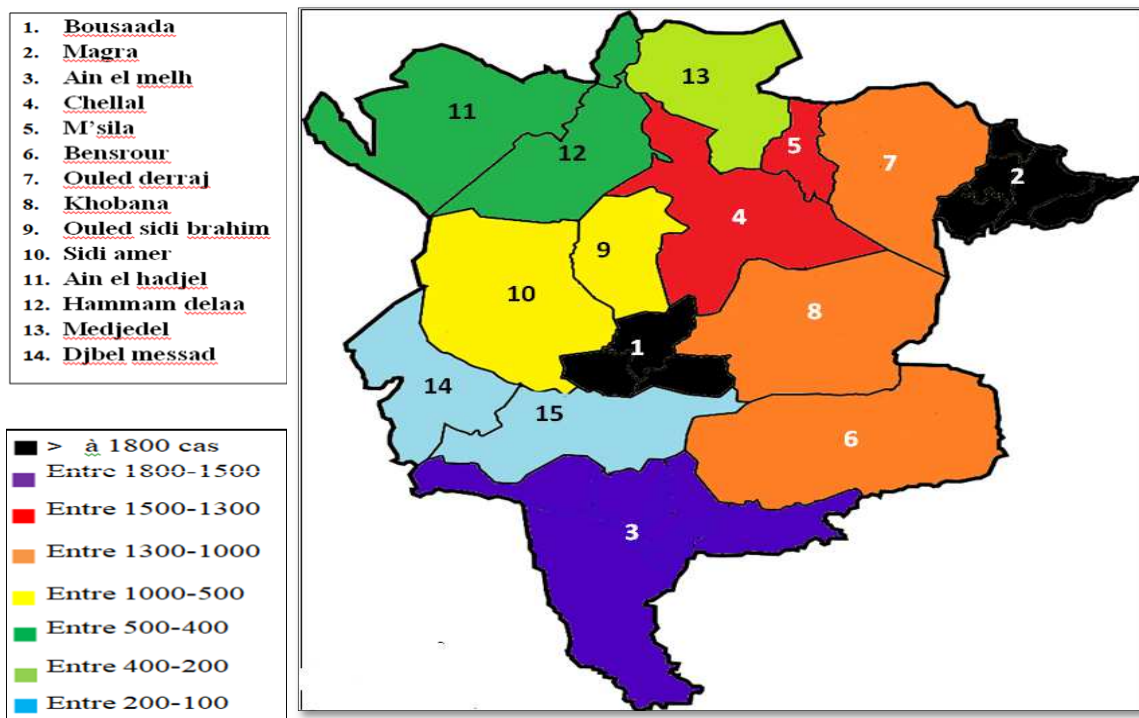 1. Bousaada
2. Magra
3. Ain el melh
4. Chellal
5. M'sila
6. Bensrour
7. Ouled derraj
8. Khobana
9. Ouled sidi brahim
10. Sidi amer
11. Ain el hadjel
12. Hammam delaa
13. Medjedel
14. Djbel messad
> à 1800 cas
Entre 1800-1500
Entre 1500-1300
Entre 1300-1000
Entre 1000-500
Entre 500-400
Entre 400-200
Entre 200-100
13
11
12
5
7
2
4
9
10
8
1
14
15
6
3